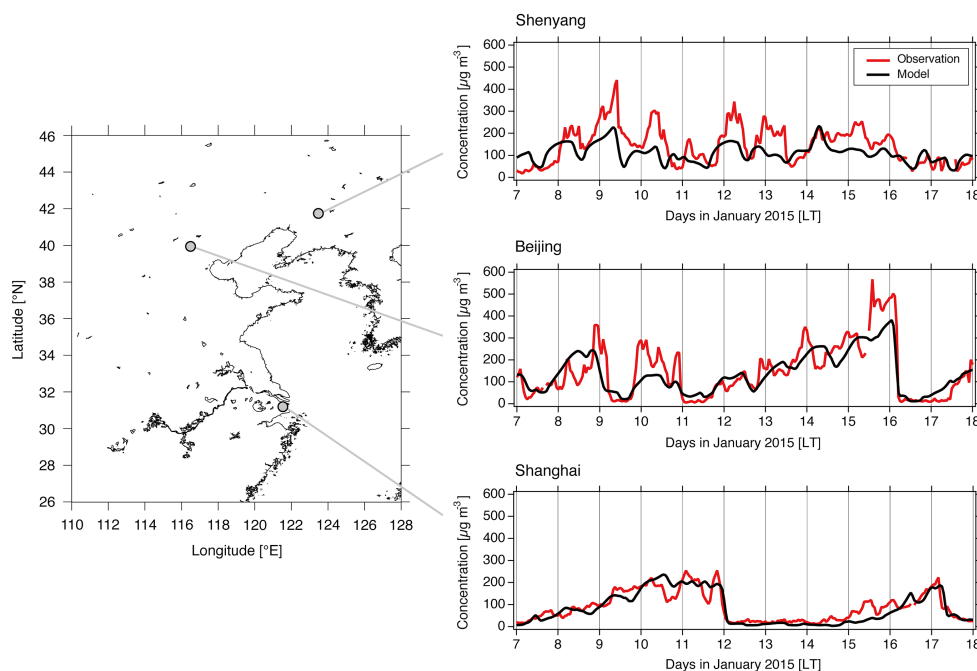 Shenyang
600
500
400
300
200
100
0
Concentration [µg m⁻³]
Observation
Model
7 8 9 10 11 12 13 14 15 16 17 18
Days in January 2015 [LT]
46
44
42
40
38
36
34
32
30
28
26
Latitude [°N]
110 112 114 116 118 120 122 124 126 128
Longitude [°E]
Beijing
600
500
400
300
200
100
0
Concentration [µg m⁻³]
7 8 9 10 11 12 13 14 15 16 17 18
Days in January 2015 [LT]
Shanghai
600
500
400
300
200
100
0
Concentration [µg m⁻³]
7 8 9 10 11 12 13 14 15 16 17 18
Days in January 2015 [LT]